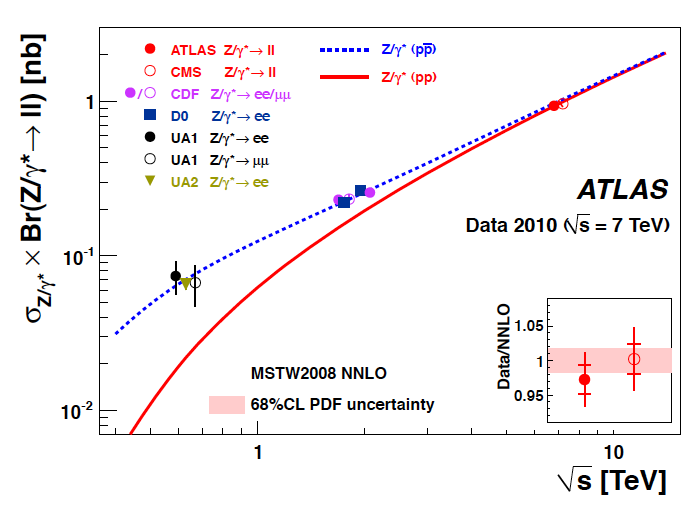 σ_{Z/γ*} × Br(Z/γ*→ ll) [nb]
ATLAS Z/γ*→ ll
CMS Z/γ*→ ll
/ CDF Z/γ*→ ee/μμ
D0 Z/γ*→ ee
UA1 Z/γ*→ ee
UA1 Z/γ*→ μμ
UA2 Z/γ*→ ee
Z/γ* (pp̅)
Z/γ* (pp)
1
10⁻¹
10⁻²
ATLAS
Data 2010 (√s = 7 TeV)
Data/NNLO
1.05
1
0.95
MSTW2008 NNLO
68%CL PDF uncertainty
1
10
√s [TeV]